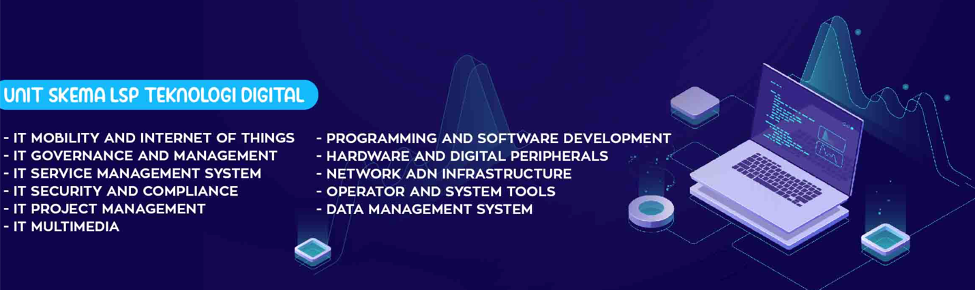 UNIT SKEMA LSP TEKNOLOGI DIGITAL
- IT MOBILITY AND INTERNET OF THINGS
- IT GOVERNANCE AND MANAGEMENT
- IT SERVICE MANAGEMENT SYSTEM
- IT SECURITY AND COMPLIANCE
- IT PROJECT MANAGEMENT
- IT MULTIMEDIA
- PROGRAMMING AND SOFTWARE DEVELOPMENT
- HARDWARE AND DIGITAL PERIPHERALS
- NETWORK ADN INFRASTRUCTURE
- OPERATOR AND SYSTEM TOOLS
- DATA MANAGEMENT SYSTEM